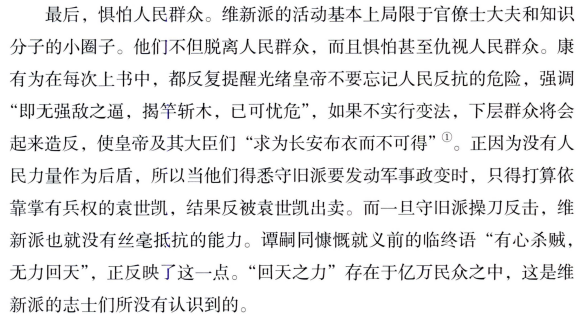 最后，惧怕人民群众。维新派的活动基本上局限于官僚士大夫和知识
分子的小圈子。他们不但脱离人民群众，而且惧怕甚至仇视人民群众。康
有为在每次上书中，都反复提醒光绪皇帝不要忘记人民反抗的危险，强调
“即无强敌之逼，揭竿斩木，已可忧危”，如果不实行变法，下层群众将会
起来造反，使皇帝及其大臣们“求为长安布衣而不可得”①。正因为没有人
民力量作为后盾，所以当他们得悉守旧派要发动军事政变时，只得打算依
靠掌有兵权的袁世凯，结果反被袁世凯出卖。而一旦守旧派操刀反击，维
新派也就没有丝毫抵抗的能力。谭嗣同慷慨就义前的临终语“有心杀贼，
无力回天”，正反映了这一点。“回天之力”存在于亿万民众之中，这是维
新派的志士们所没有认识到的。